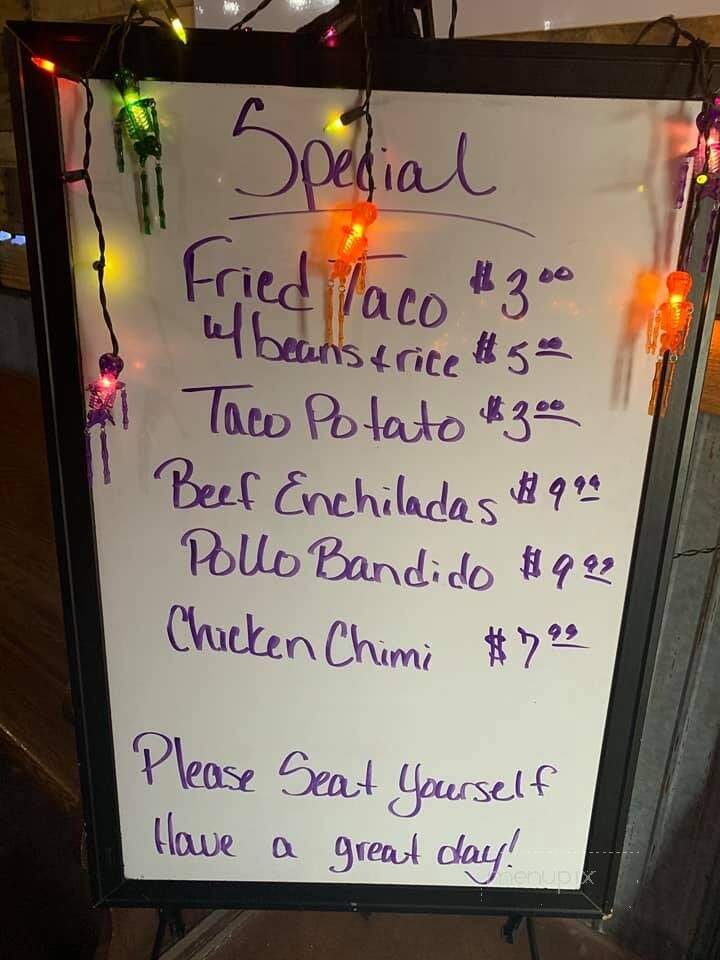 Special
Fried Taco $3.00
w/ beans + rice $5.00
Taco Potato $3.00
Beef Enchiladas $9.99
Pollo Bandido $9.99
Chicken Chimi $7.99
Please Seat Yourself
Have a great day!
menupix